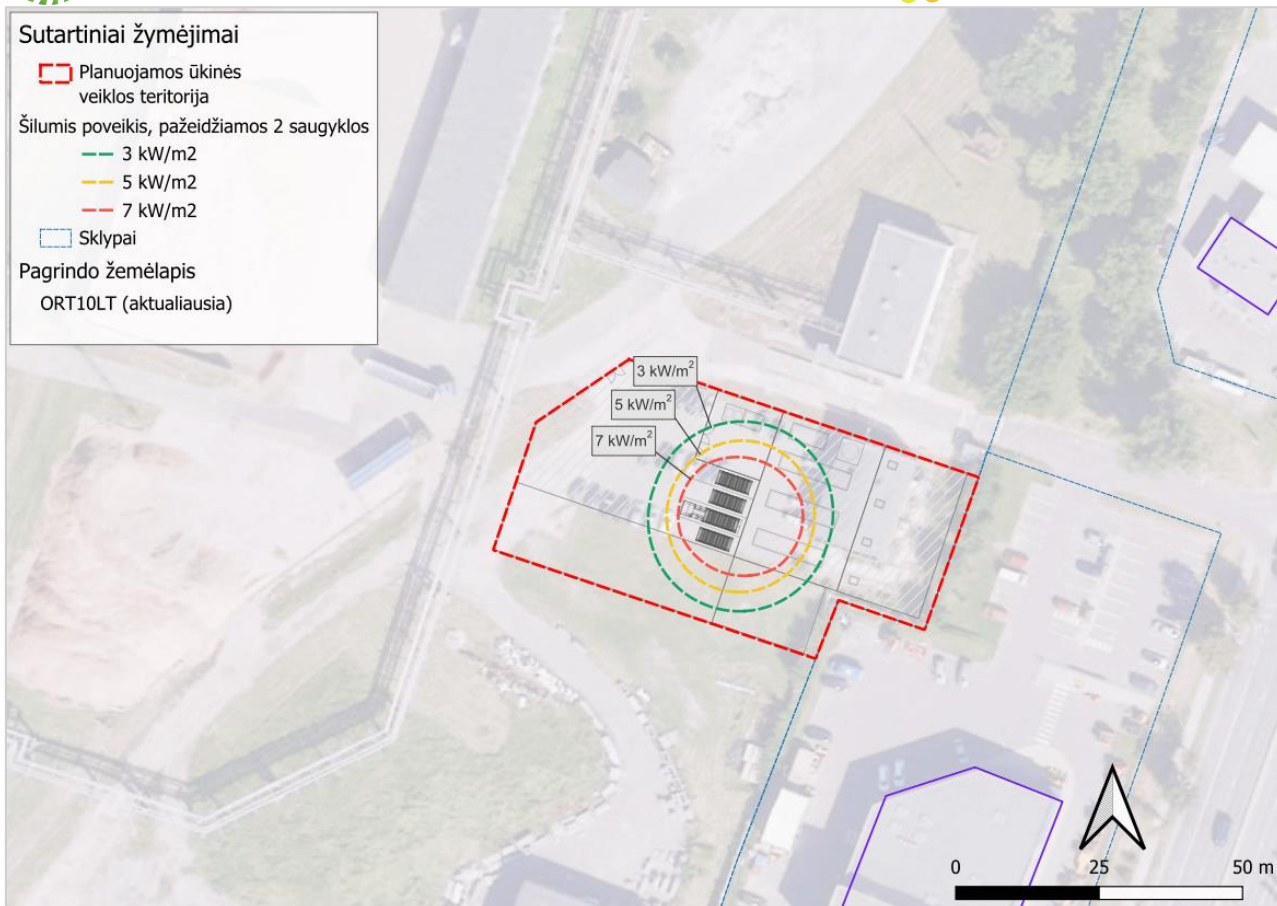 Sutartiniai žymėjimai
Planuojamos ūkinės
veiklos teritorija
Šilumis poveikis, pažeidžiamos 2 saugyklos
3 kW/m2
5 kW/m2
7 kW/m2
Sklypai
Pagrindo žemėlapis
ORT10LT (aktualiausia)
3 kW/m²
5 kW/m²
7 kW/m²
0 25 50 m